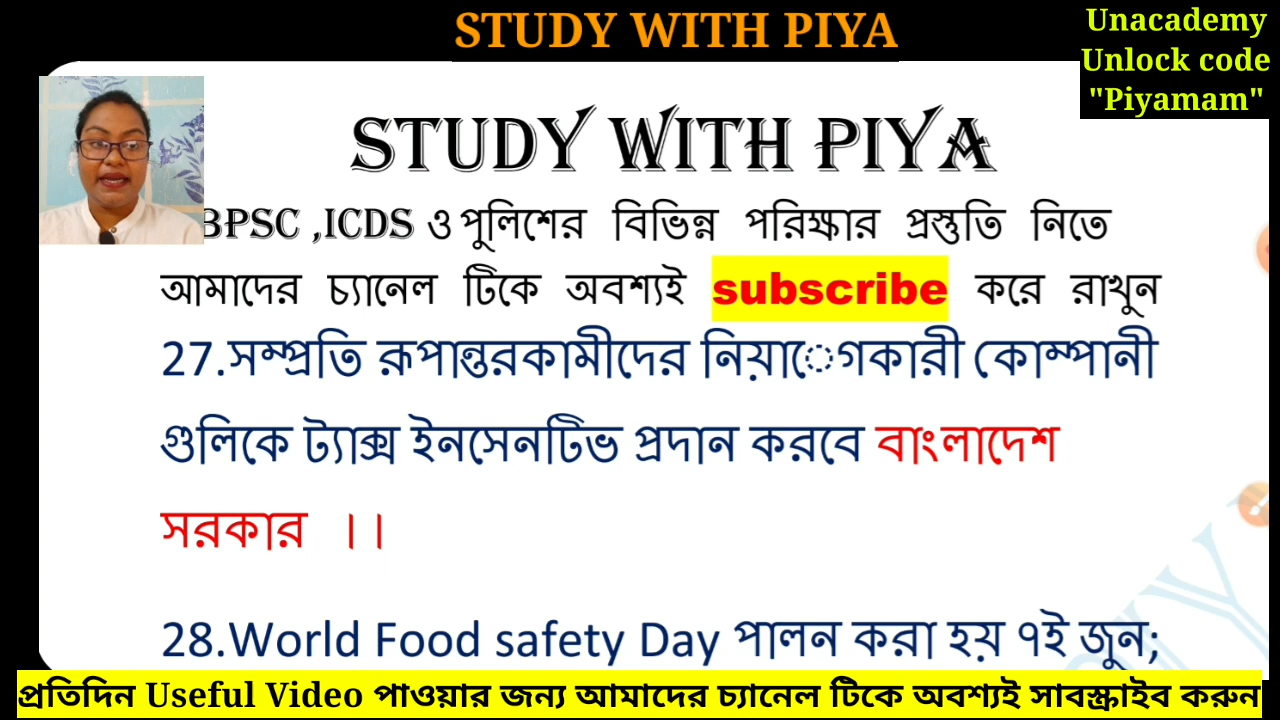 STUDY WITH PIYA
Unacademy
Unlock code
"Piyamam"
STUDY WITH PIYA
BPSC ,ICDS ও পুলিশের বিভিন্ন পরিক্ষার প্রস্তুতি নিতে
আমাদের চ্যানেল টিকে অবশ্যই subscribe করে রাখুন
27.সম্প্রতি রূপান্তরকামীদের নিয়ােগকারী কোম্পানী
গুলিকে ট্যাক্স ইনসেনটিভ প্রদান করবে বাংলাদেশ
সরকার ।।
28.World Food safety Day পালন করা হয় ৭ই জুন;
প্রতিদিন Useful Video পাওয়ার জন্য আমাদের চ্যানেল টিকে অবশ্যই সাবস্ক্রাইব করুন